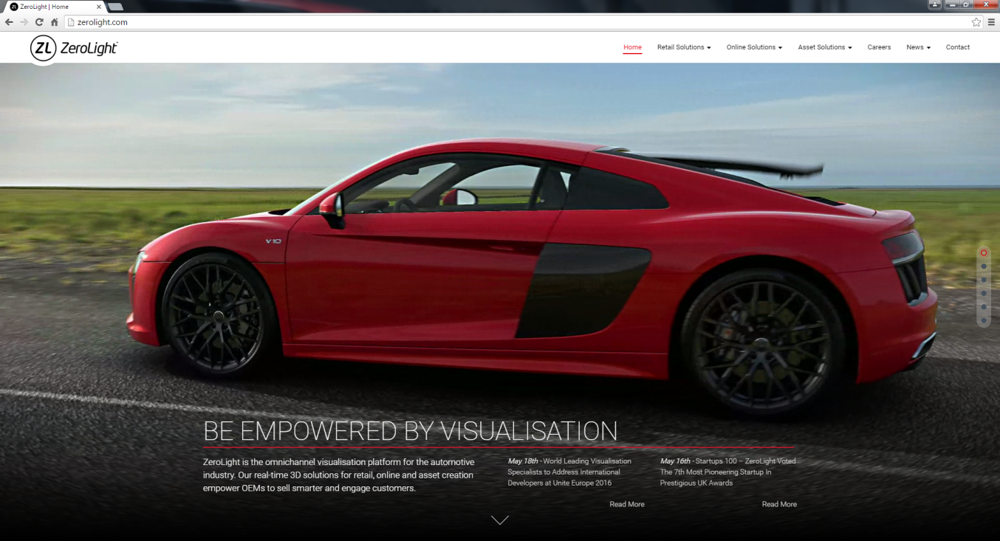 ZeroLight | Home
zerolight.com
ZL ZeroLight
Home Retail Solutions Online Solutions Asset Solutions Careers News Contact
V10
BE EMPOWERED BY VISUALISATION
ZeroLight is the omnichannel visualisation platform for the automotive
industry. Our real-time 3D solutions for retail, online and asset creation
empower OEMs to sell smarter and engage customers.
May 18th - World Leading Visualisation
Specialists to Address International
Developers at Unite Europe 2016
Read More
May 16th - Startups 100 – ZeroLight Voted
The 7th Most Pioneering Startup In
Prestigious UK Awards
Read More